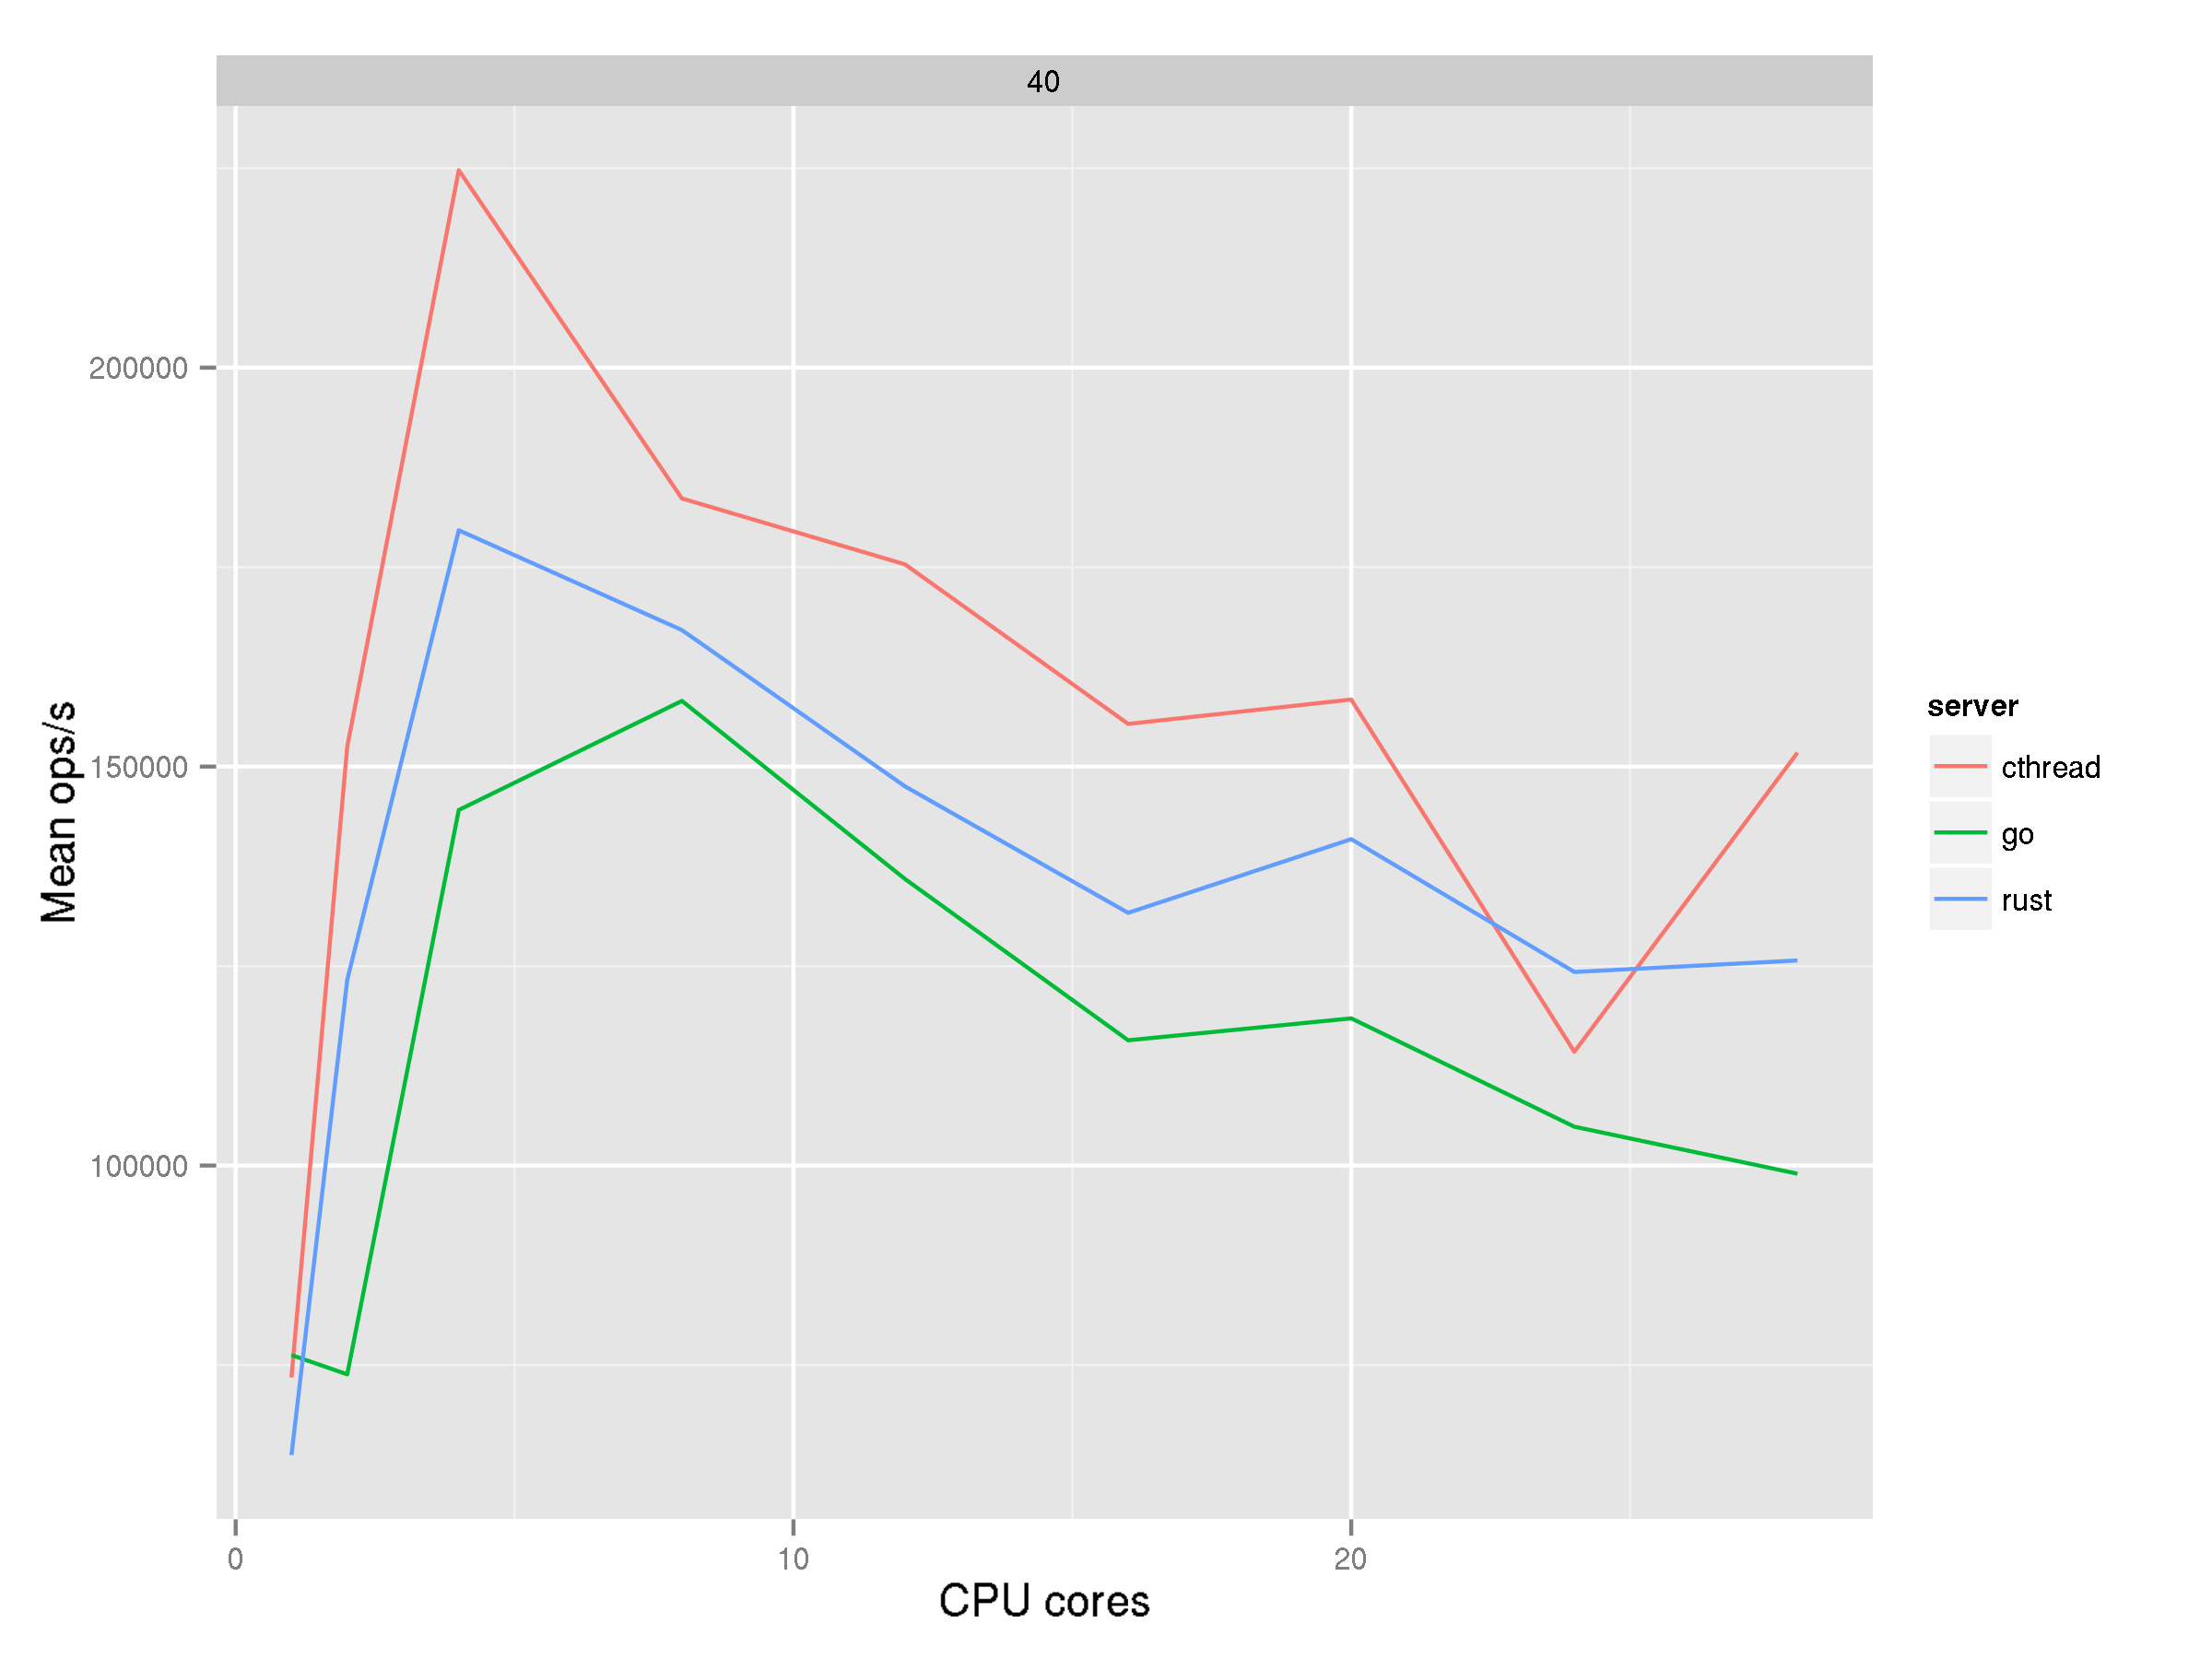 40
200000
150000
100000
Mean ops/s
0
10
20
CPU cores
server
cthread
go
rust